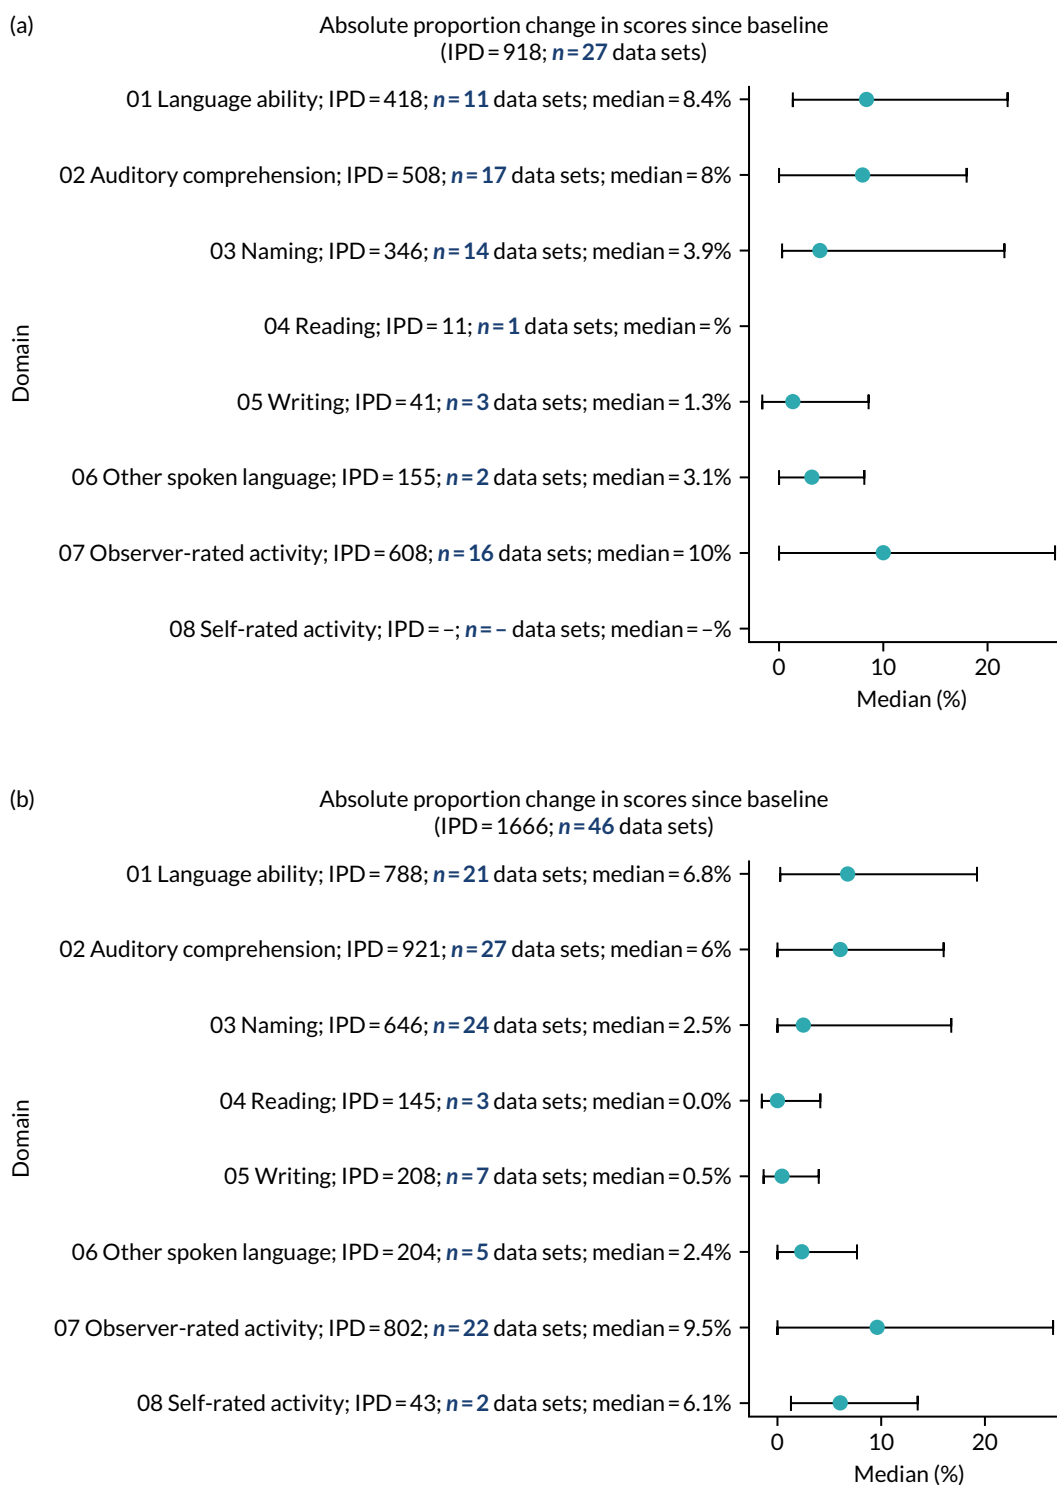 (a)
Absolute proportion change in scores since baseline
(IPD = 918; n = 27 data sets)
01 Language ability; IPD = 418; n = 11 data sets; median = 8.4%
02 Auditory comprehension; IPD = 508; n = 17 data sets; median = 8%
03 Naming; IPD = 346; n = 14 data sets; median = 3.9%
04 Reading; IPD = 11; n = 1 data sets; median = %
05 Writing; IPD = 41; n = 3 data sets; median = 1.3%
06 Other spoken language; IPD = 155; n = 2 data sets; median = 3.1%
07 Observer-rated activity; IPD = 608; n = 16 data sets; median = 10%
08 Self-rated activity; IPD = –; n = – data sets; median = –%
Domain
0 10 20
Median (%)
(b)
Absolute proportion change in scores since baseline
(IPD = 1666; n = 46 data sets)
01 Language ability; IPD = 788; n = 21 data sets; median = 6.8%
02 Auditory comprehension; IPD = 921; n = 27 data sets; median = 6%
03 Naming; IPD = 646; n = 24 data sets; median = 2.5%
04 Reading; IPD = 145; n = 3 data sets; median = 0.0%
05 Writing; IPD = 208; n = 7 data sets; median = 0.5%
06 Other spoken language; IPD = 204; n = 5 data sets; median = 2.4%
07 Observer-rated activity; IPD = 802; n = 22 data sets; median = 9.5%
08 Self-rated activity; IPD = 43; n = 2 data sets; median = 6.1%
Domain
0 10 20
Median (%)